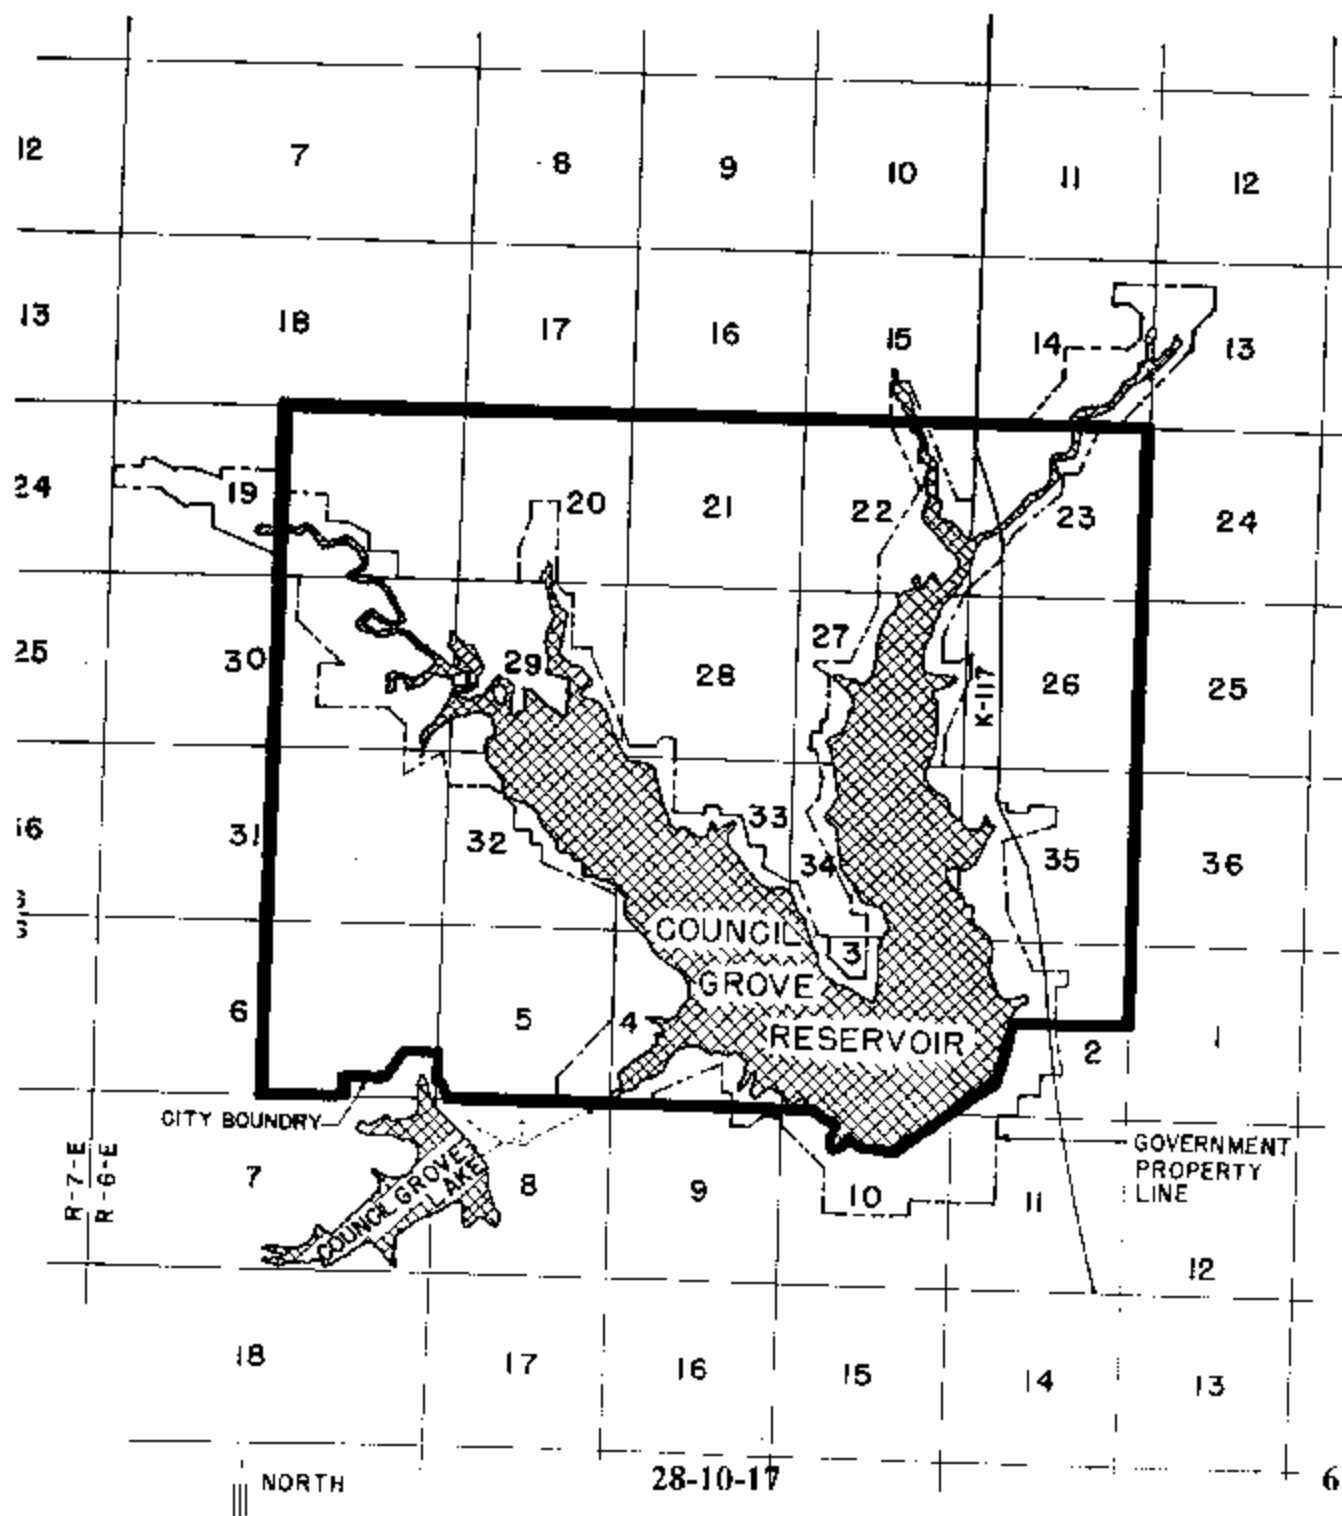 12 7 8 9 10 11 12
13 18 17 16 15 14 13
24 19 20 21 22 23 24
25 30 29 28 27 26 25
K-117
31 32 33 34 35 36
COUNCIL
GROVE
RESERVOIR
3
6 5 4 2 1
CITY BOUNDRY
GOVERNMENT
PROPERTY
LINE
R-7-E
R-6-E
7 8 9 10 11 12
COUNCIL GROVE
LAKE
18 17 16 15 14 13
NORTH
28-10-17
6